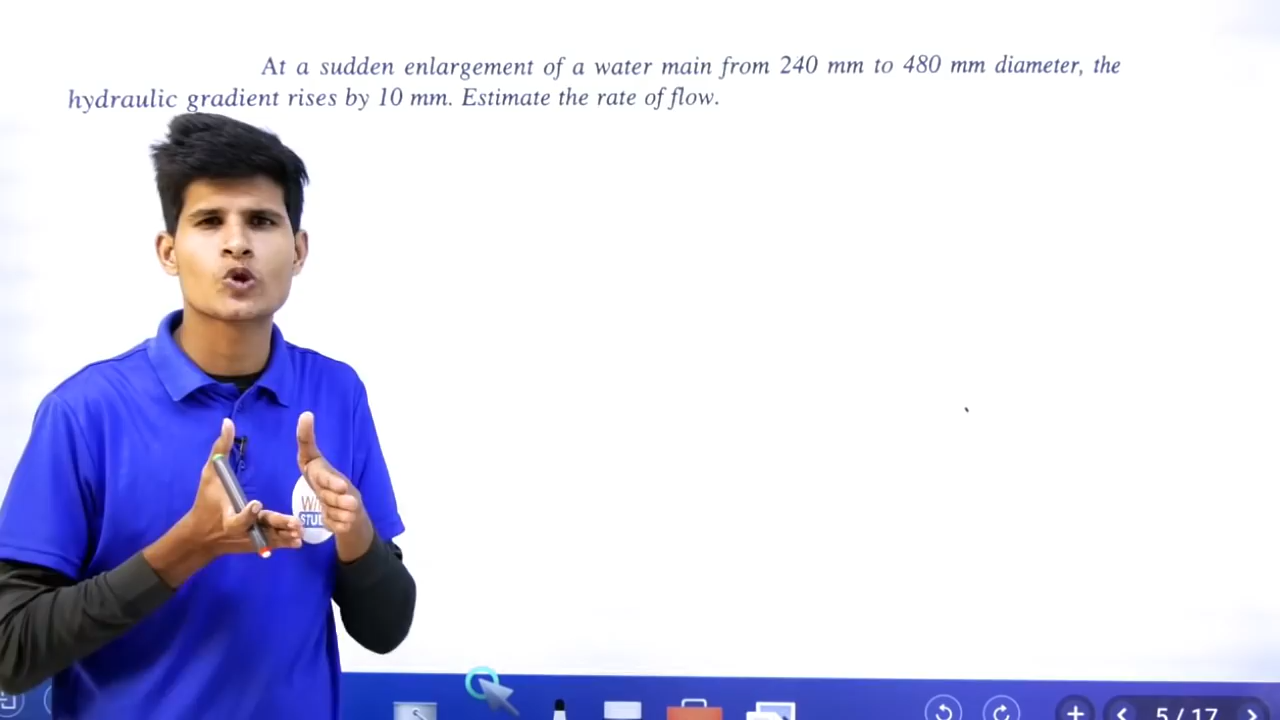 At a sudden enlargement of a water main from 240 mm to 480 mm diameter, the
hydraulic gradient rises by 10 mm. Estimate the rate of flow.
5 / 17